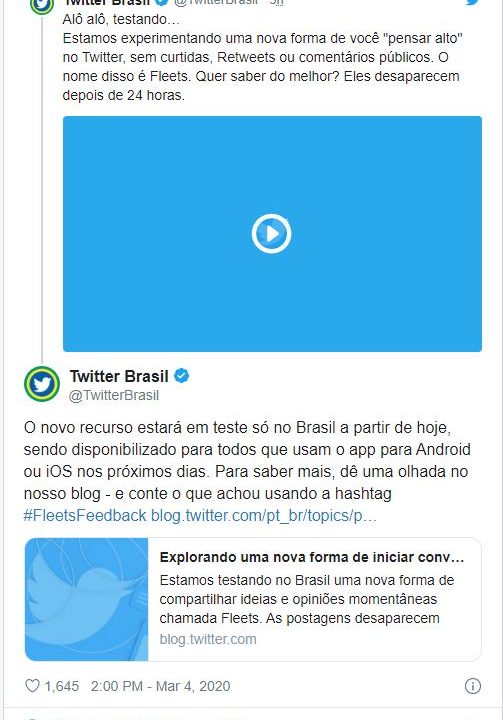 Twitter Brasil @TwitterBrasil · 5h
Alô alô, testando...
Estamos experimentando uma nova forma de você "pensar alto"
no Twitter, sem curtidas, Retweets ou comentários públicos. O
nome disso é Fleets. Quer saber do melhor? Eles desaparecem
depois de 24 horas.
Twitter Brasil
@TwitterBrasil
O novo recurso estará em teste só no Brasil a partir de hoje,
sendo disponibilizado para todos que usam o app para Android
ou iOS nos próximos dias. Para saber mais, dê uma olhada no
nosso blog - e conte o que achou usando a hashtag
#FleetsFeedback blog.twitter.com/pt_br/topics/p...
Explorando uma nova forma de iniciar conv...
Estamos testando no Brasil uma nova forma de
compartilhar ideias e opiniões momentâneas
chamada Fleets. As postagens desaparecem
blog.twitter.com
1,645 2:00 PM - Mar 4, 2020